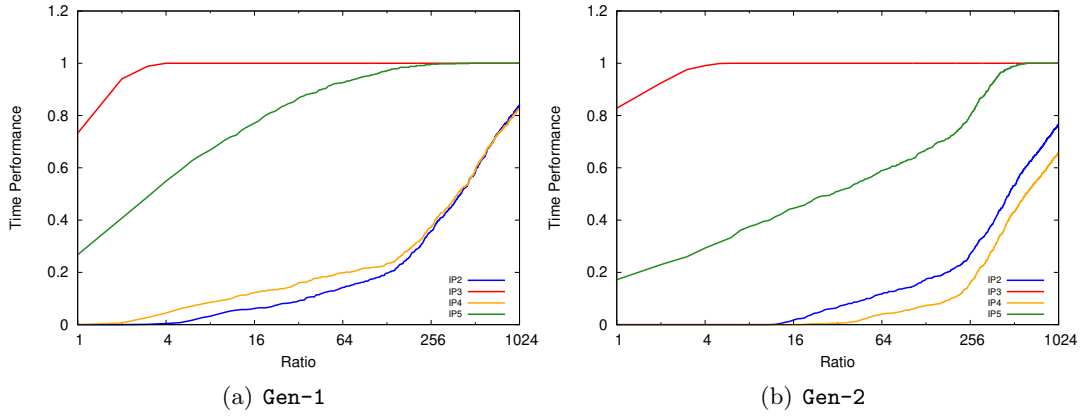 1.2
1
0.8
0.6
0.4
0.2
0
Time Performance
1 4 16 64 256 1024
Ratio
IP2
IP3
IP4
IP5
(a) Gen-1
1.2
1
0.8
0.6
0.4
0.2
0
Time Performance
1 4 16 64 256 1024
Ratio
IP2
IP3
IP4
IP5
(b) Gen-2